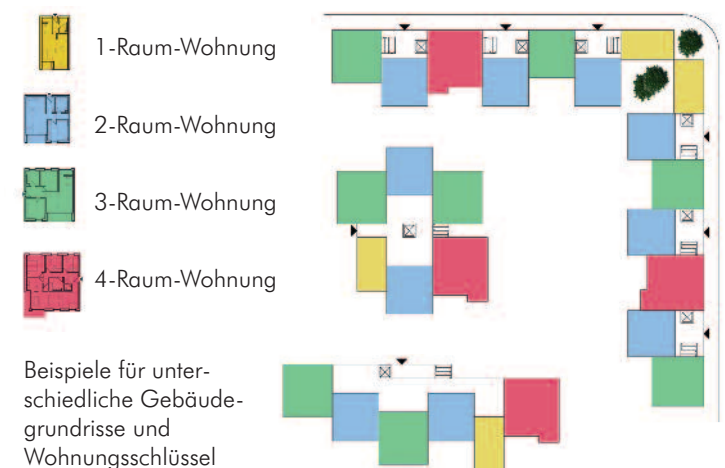 1-Raum-Wohnung
2-Raum-Wohnung
3-Raum-Wohnung
4-Raum-Wohnung
Beispiele für unter-
schiedliche Gebäude-
grundrisse und
Wohnungsschlüssel